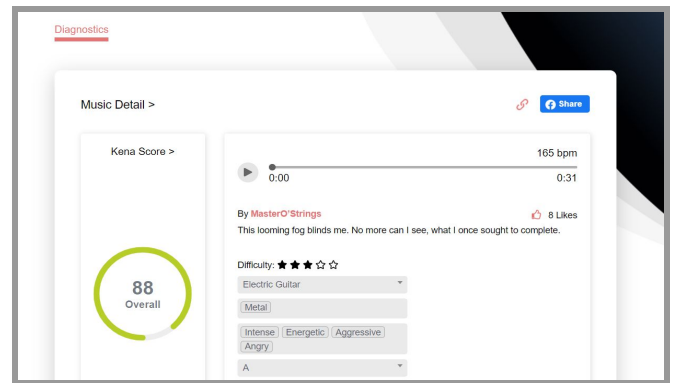 Diagnostics
Music Detail >
Share
Kena Score >
165 bpm
0:00
0:31
By MasterO'Strings
8 Likes
This looming fog blinds me. No more can I see, what I once sought to complete.
88
Overall
Difficulty:
Electric Guitar
Metal
Intense Energetic Aggressive
Angry
A